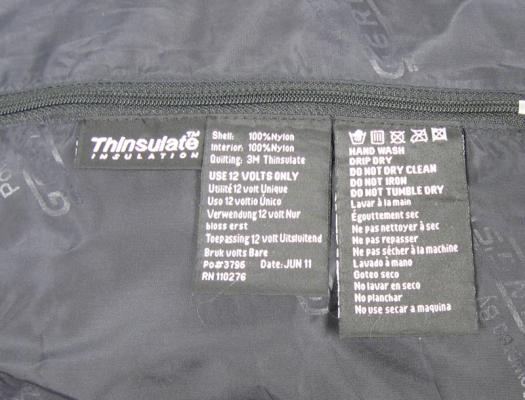 Thinsulate™
INSULATION
Shell: 100%Nylon
Interior: 100%Nylon
Quilting: 3M Thinsulate
USE 12 VOLTS ONLY
Utilité 12 volt Unique
Uso 12 voltio Único
Verwendung 12 volt Nur
bloss erst
Toepassing 12 volt Uitsluitend
Bruk volts Bare
Po#3796 Date: JUN 11
RN 110276
HAND WASH
DRIP DRY
DO NOT DRY CLEAN
DO NOT IRON
DO NOT TUMBLE DRY
Lavar à la main
Égouttement sec
Ne pas nettoyer à sec
Ne pas repasser
Ne pas sécher à la machine
Lavado à mano
Goteo seco
No lavar en seco
No planchar
No use secar a maquina